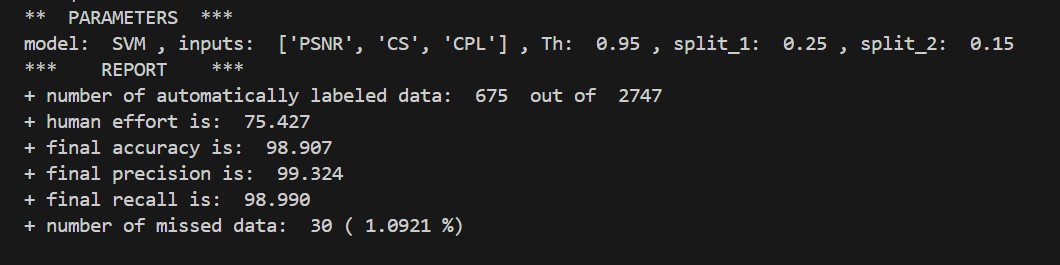 ** PARAMETERS ***
model: SVM , inputs: ['PSNR', 'CS', 'CPL'] , Th: 0.95 , split_1: 0.25 , split_2: 0.15
*** REPORT ***
+ number of automatically labeled data: 675 out of 2747
+ human effort is: 75.427
+ final accuracy is: 98.907
+ final precision is: 99.324
+ final recall is: 98.990
+ number of missed data: 30 ( 1.0921 %)